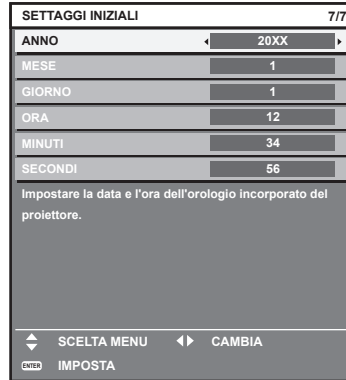 SETTAGGI INIZIALI 7/7
ANNO 20XX
MESE 1
GIORNO 1
ORA 12
MINUTI 34
SECONDI 56
Impostare la data e l'ora dell'orologio incorporato del
proiettore.
SCELTA MENU CAMBIA
ENTER IMPOSTA